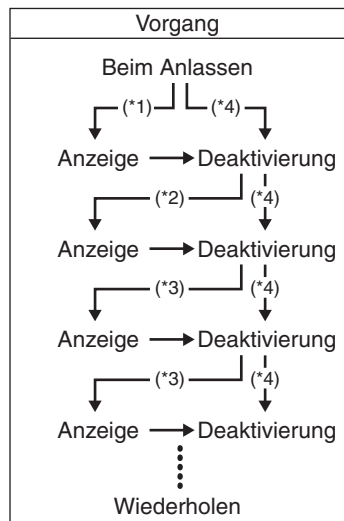 Vorgang
Beim Anlassen
(*1) (*4)
Anzeige Deaktivierung
(*2) (*4)
Anzeige Deaktivierung
(*3) (*4)
Anzeige Deaktivierung
(*3) (*4)
Anzeige Deaktivierung
Wiederholen